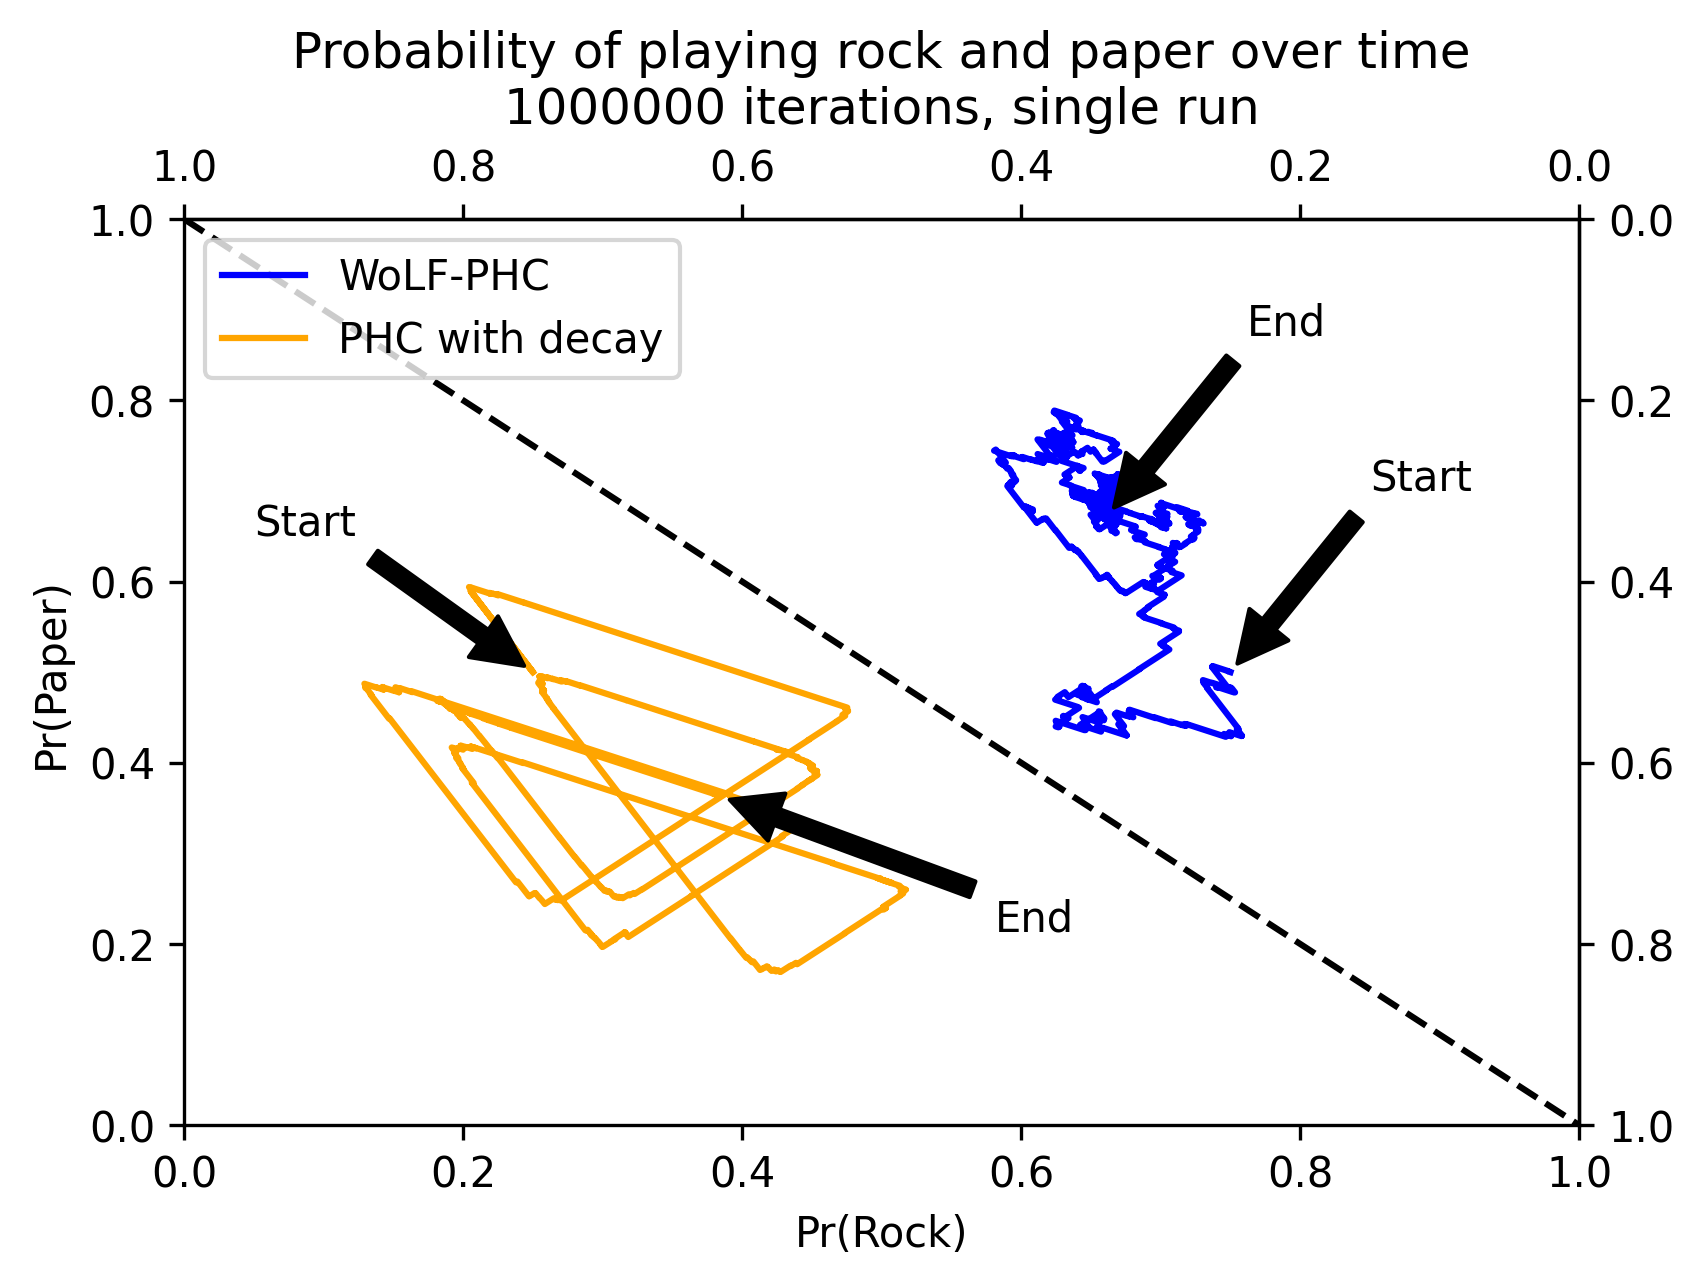 Probability of playing rock and paper over time
1000000 iterations, single run
1.0 0.8 0.6 0.4 0.2 0.0
1.0 0.0
WoLF-PHC
PHC with decay
End
0.8 0.2
Start
Start
0.6 0.4
Pr(Paper)
0.4 0.6
End
0.2 0.8
0.0 1.0
0.0 0.2 0.4 0.6 0.8 1.0
Pr(Rock)